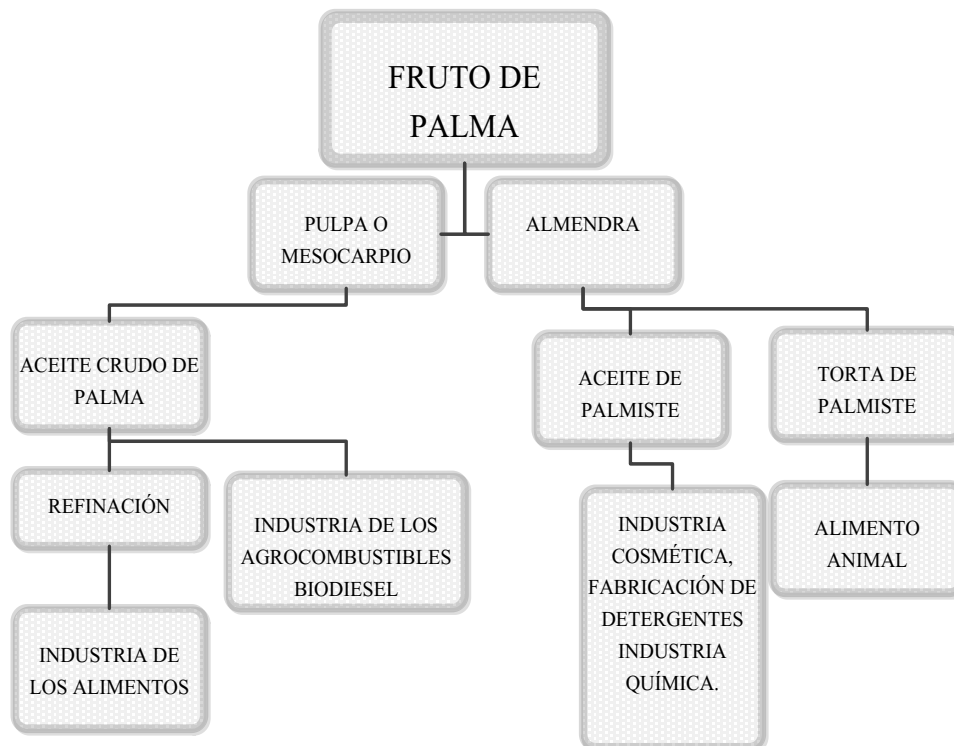 FRUTO DE
PALMA
PULPA O
MESOCARPIO
ALMENDRA
ACEITE CRUDO DE
PALMA
ACEITE DE
PALMISTE
TORTA DE
PALMISTE
REFINACIÓN
INDUSTRIA DE LOS
AGROCOMBUSTIBLES
BIODIESEL
INDUSTRIA
COSMÉTICA,
FABRICACIÓN DE
DETERGENTES
INDUSTRIA
QUÍMICA.
ALIMENTO
ANIMAL
INDUSTRIA DE
LOS ALIMENTOS